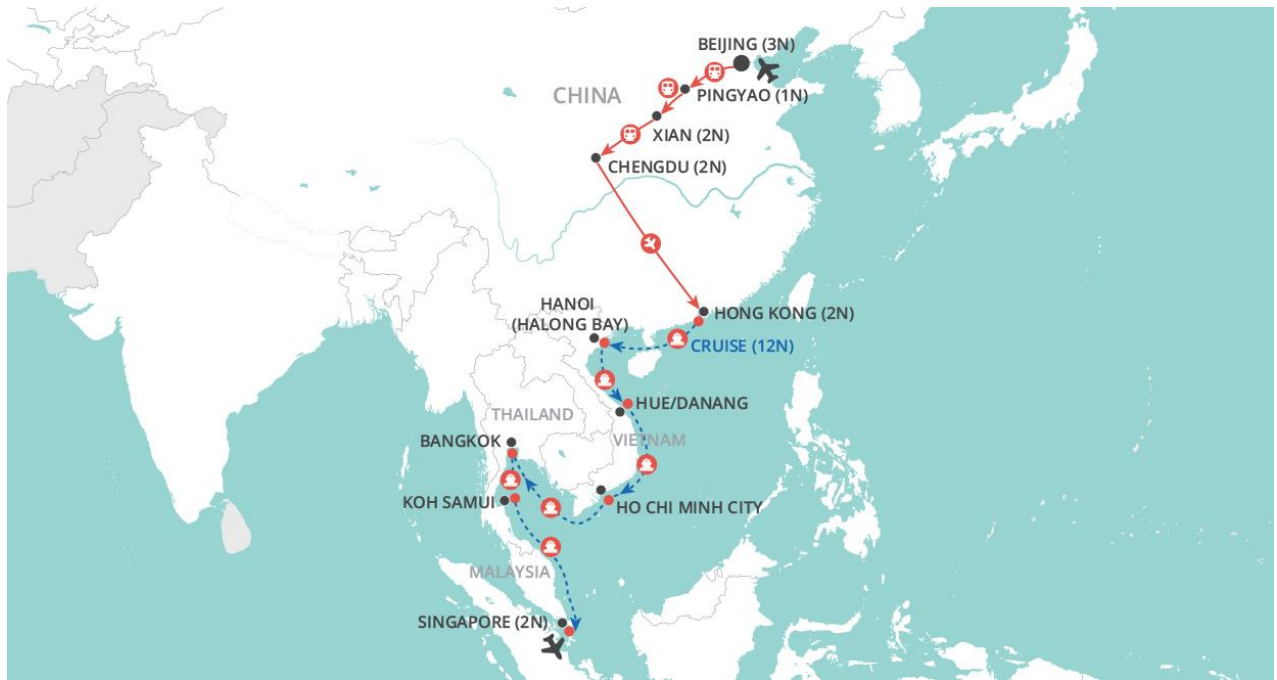 BEIJING (3N)
CHINA
PINGYAO (1N)
XIAN (2N)
CHENGDU (2N)
HANOI
(HALONG BAY)
HONG KONG (2N)
CRUISE (12N)
HUE/DANANG
THAILAND
VIETNAM
BANGKOK
KOH SAMUI
HO CHI MINH CITY
MALAYSIA
SINGAPORE (2N)